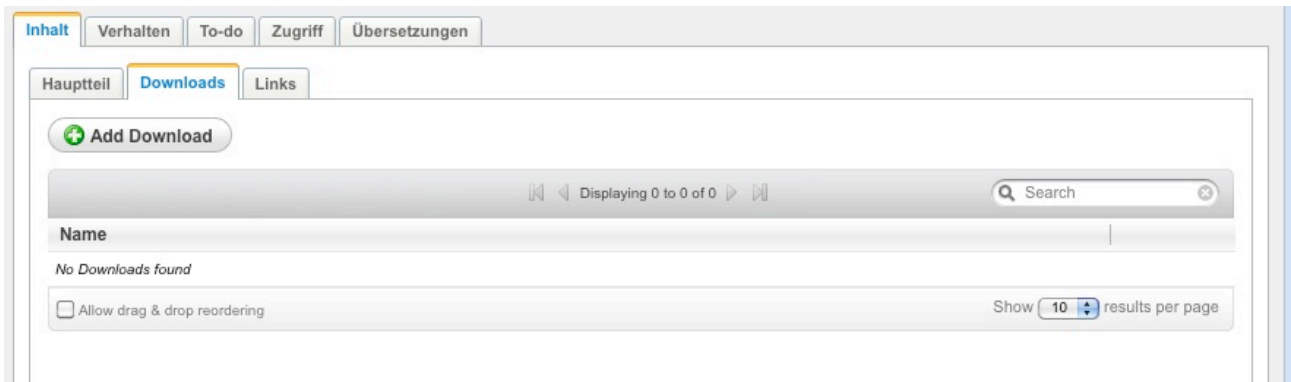 Inhalt Verhalten To-do Zugriff Übersetzungen
Hauptteil Downloads Links
Add Download
Displaying 0 to 0 of 0 Search
Name
No Downloads found
Allow drag & drop reordering Show 10 results per page